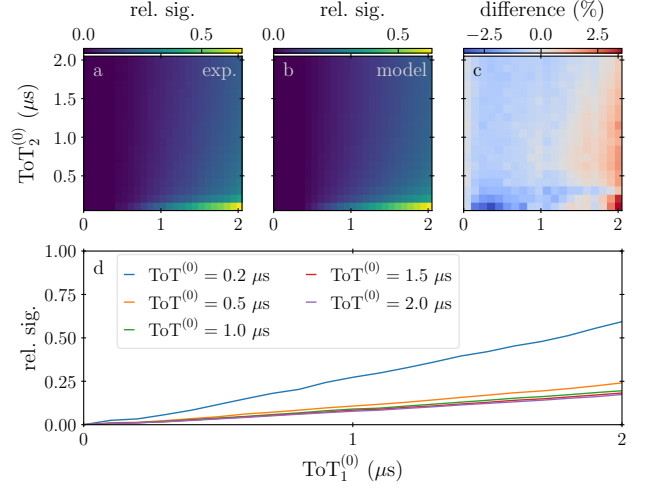 rel. sig.
rel. sig.
difference (%)
0.0 0.5
0.0 0.5
−2.5 0.0 2.5
a exp.
b model
c
ToT₂⁽⁰⁾ (μs)
2.0
1.5
1.0
0.5
0 1 2
0 1 2
0 1 2
d
rel. sig.
1.00
0.75
0.50
0.25
0.00
ToT⁽⁰⁾ = 0.2 μs
ToT⁽⁰⁾ = 0.5 μs
ToT⁽⁰⁾ = 1.0 μs
ToT⁽⁰⁾ = 1.5 μs
ToT⁽⁰⁾ = 2.0 μs
0 1 2
ToT₁⁽⁰⁾ (μs)